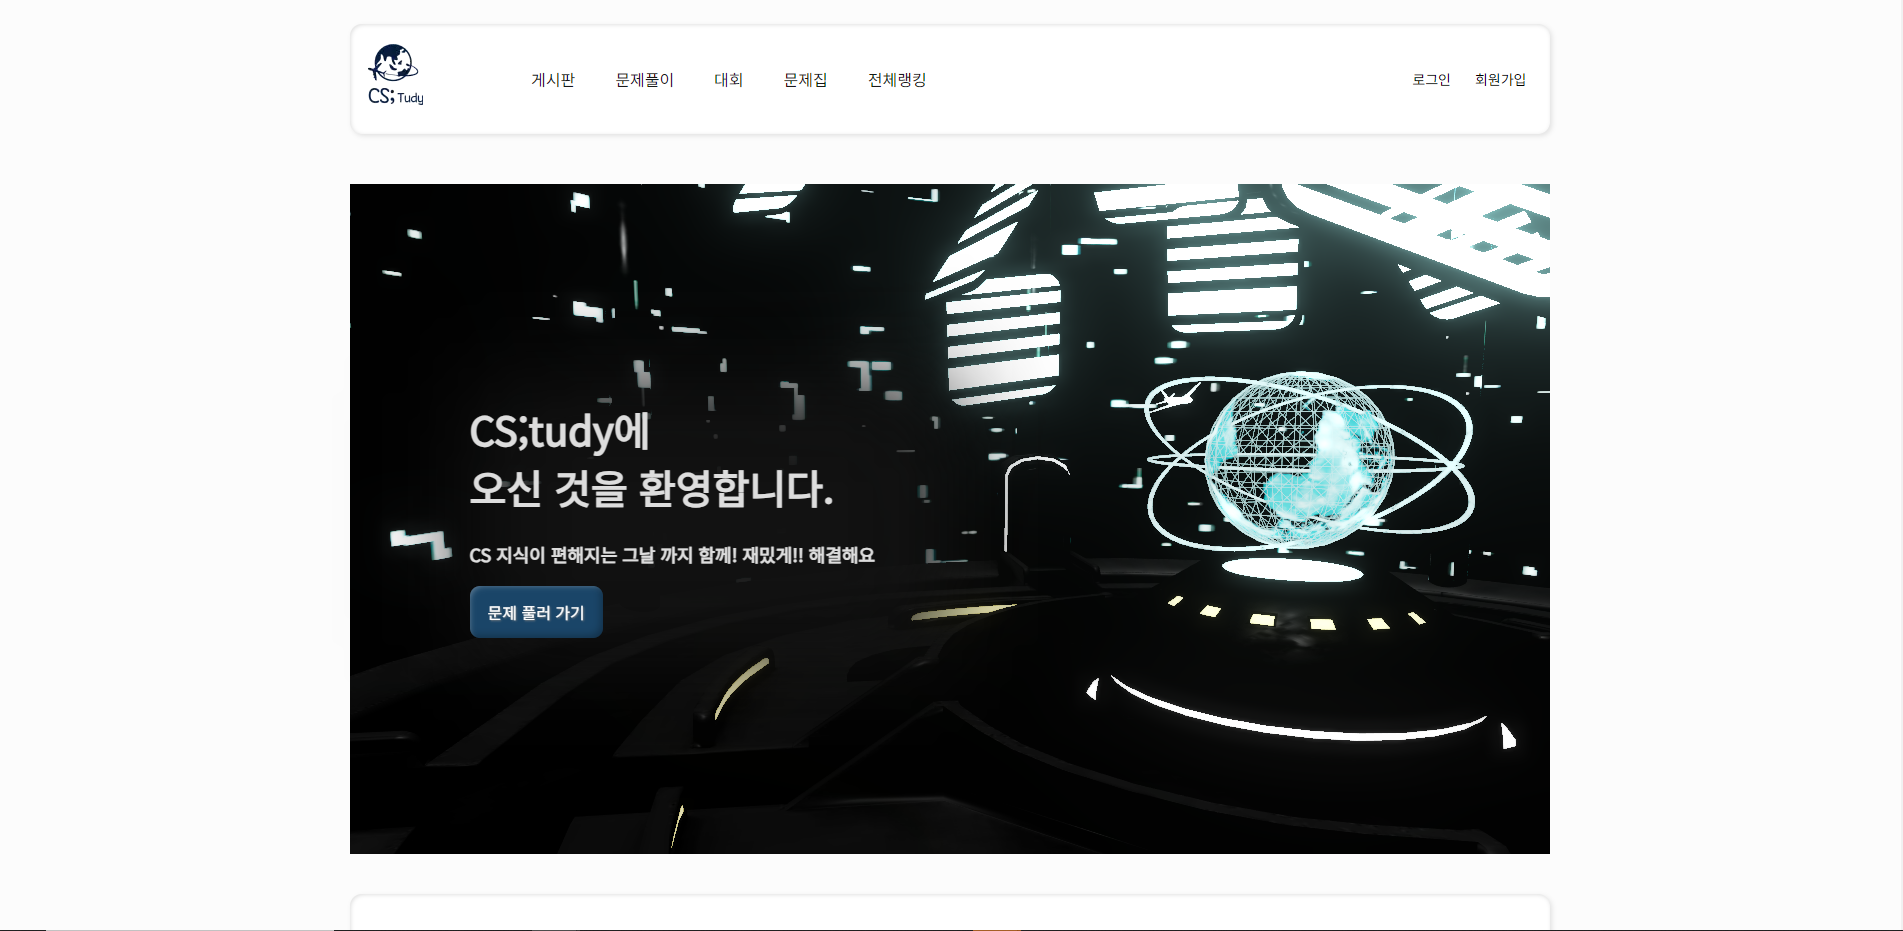 CS; Tudy
게시판
문제풀이
대회
문제집
전체랭킹
로그인
회원가입
CS;tudy에
오신 것을 환영합니다.
CS 지식이 편해지는 그날 까지 함께! 재밌게!! 해결해요
문제 풀러 가기